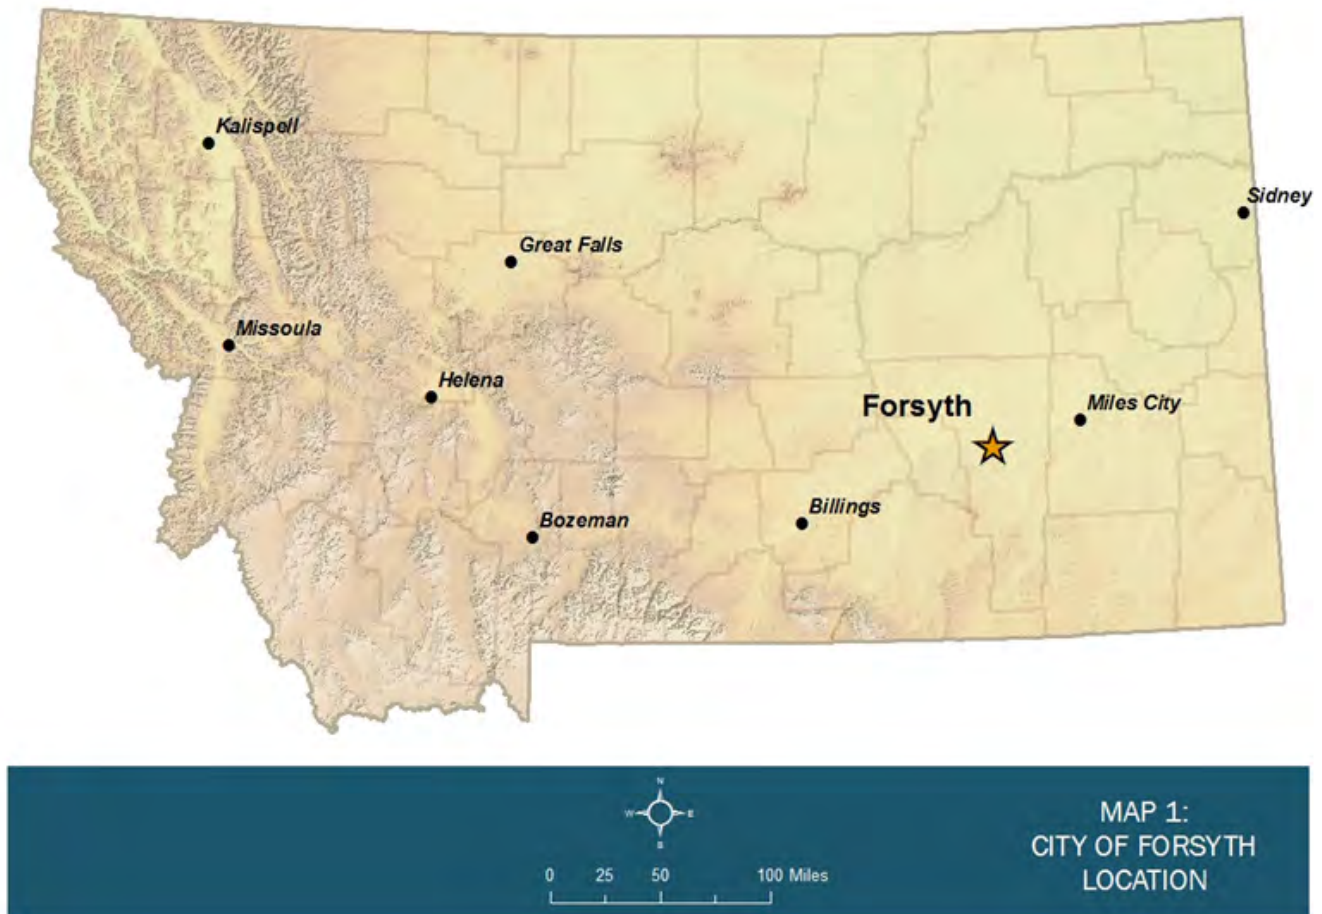 Kalispell
Sidney
Great Falls
Missoula
Helena
Forsyth
Miles City
Billings
Bozeman
N
W E
S
0 25 50 100 Miles
MAP 1:
CITY OF FORSYTH
LOCATION